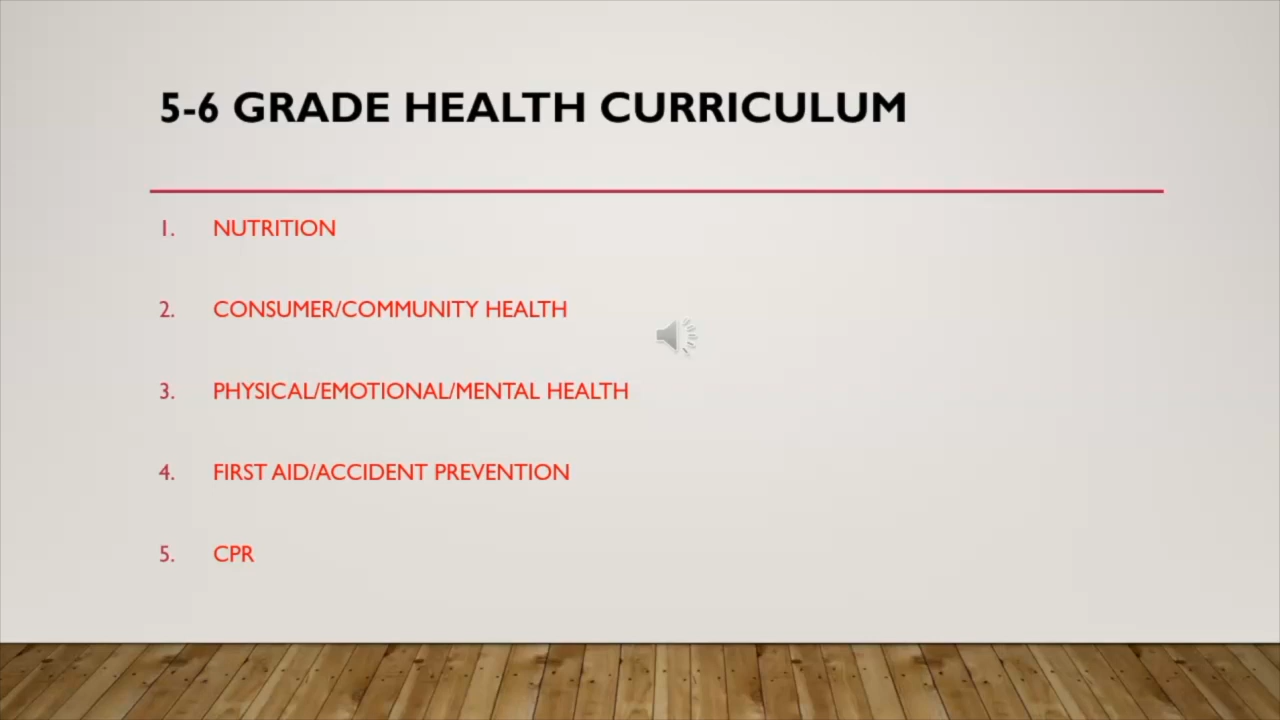 5-6 GRADE HEALTH CURRICULUM
1. NUTRITION
2. CONSUMER/COMMUNITY HEALTH
3. PHYSICAL/EMOTIONAL/MENTAL HEALTH
4. FIRST AID/ACCIDENT PREVENTION
5. CPR